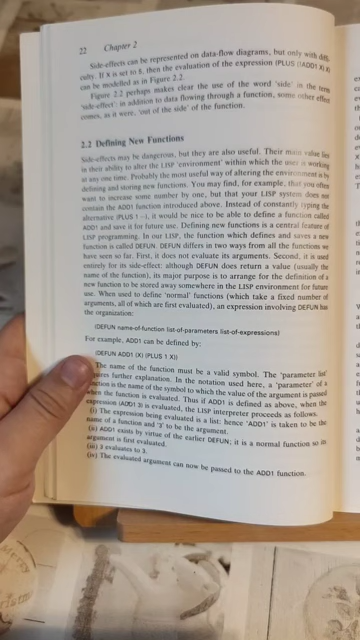 22 Chapter 2
Side-effects can be represented on data-flow diagrams, but only with diffi-
culty. If X is set to 5, then the evaluation of the expression (PLUS (!ADD1 X) X)
can be modelled as in Figure 2.2.
Figure 2.2 perhaps makes clear the use of the word 'side' in the term
'side-effect': in addition to data flowing through a function, some other effect
comes, as it were, 'out of the side' of the function.
2.2 Defining New Functions
Side-effects may be dangerous, but they are also useful. Their main value lies
in their ability to alter the LISP 'environment' within which the user is working
at any one time. Probably the most useful way of altering the environment is by
defining and storing new functions. You may find, for example, that you often
want to increase some number by one, but that your LISP system does not
contain the ADD1 function introduced above. Instead of constantly typing the
alternative (PLUS 1 –), it would be nice to be able to define a function called
ADD1 and save it for future use. Defining new functions is a central feature of
LISP programming. In our LISP, the function which defines and saves a new
function is called DEFUN. DEFUN differs in two ways from all the functions we
have seen so far. First, it does not evaluate its arguments. Second, it is used
entirely for its side-effect: although DEFUN does return a value (usually the
name of the function), its major purpose is to arrange for the definition of a
new function to be stored away somewhere in the LISP environment for future
use. When used to define 'normal' functions (which take a fixed number of
arguments, all of which are first evaluated), an expression involving DEFUN has
the organization:
(DEFUN name-of-function list-of-parameters list-of-expressions)
For example, ADD1 can be defined by:
(DEFUN ADD1 (X) (PLUS 1 X))
The name of the function must be a valid symbol. The 'parameter list'
requires further explanation. In the notation used here, a 'parameter' of a
function is the name of the symbol to which the value of the argument is passed
when the function is evaluated. Thus if ADD1 is defined as above, when the
expression (ADD1 3) is evaluated, the LISP interpreter proceeds as follows.
(i) The expression being evaluated is a list: hence 'ADD1' is taken to be the
name of a function and '3' to be the argument.
(ii) ADD1 exists by virtue of the earlier DEFUN; it is a normal function so its
argument is first evaluated.
(iii) 3 evaluates to 3.
(iv) The evaluated argument can now be passed to the ADD1 function.